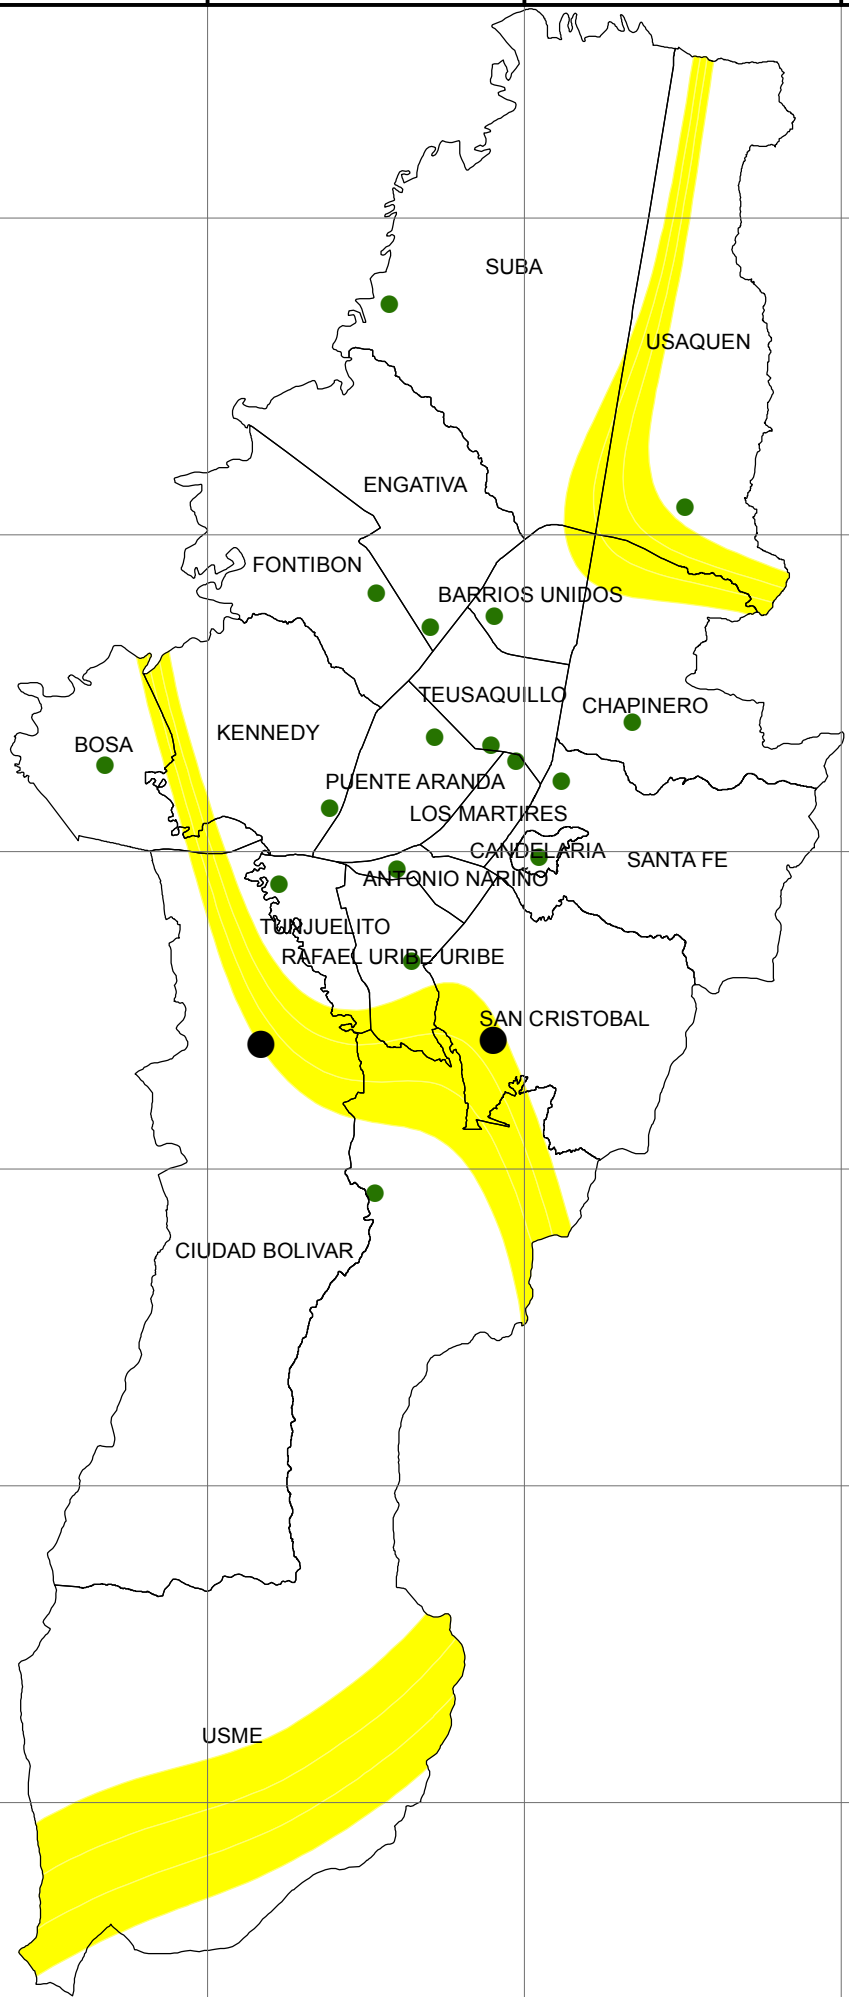 SUBA
USAQUEN
ENGATIVA
FONTIBON
BARRIOS UNIDOS
TEUSAQUILLO
CHAPINERO
KENNEDY
BOSA
PUENTE ARANDA
LOS MARTIRES
CANDELARIA
SANTA FE
ANTONIO NARIÑO
TUNJUELITO
RAFAEL URIBE URIBE
SAN CRISTOBAL
CIUDAD BOLIVAR
USME